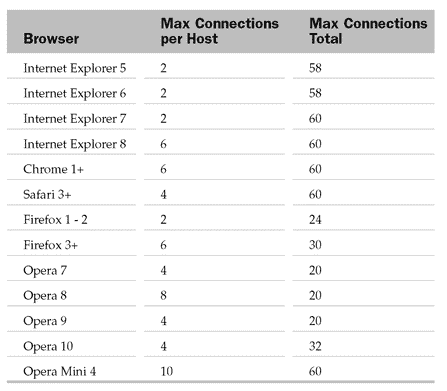 Browser Max Connections per Host Max Connections Total
Internet Explorer 5 2 58
Internet Explorer 6 2 58
Internet Explorer 7 2 60
Internet Explorer 8 6 60
Chrome 1+ 6 60
Safari 3+ 4 60
Firefox 1 - 2 2 24
Firefox 3+ 6 30
Opera 7 4 20
Opera 8 8 20
Opera 9 4 20
Opera 10 4 32
Opera Mini 4 10 60